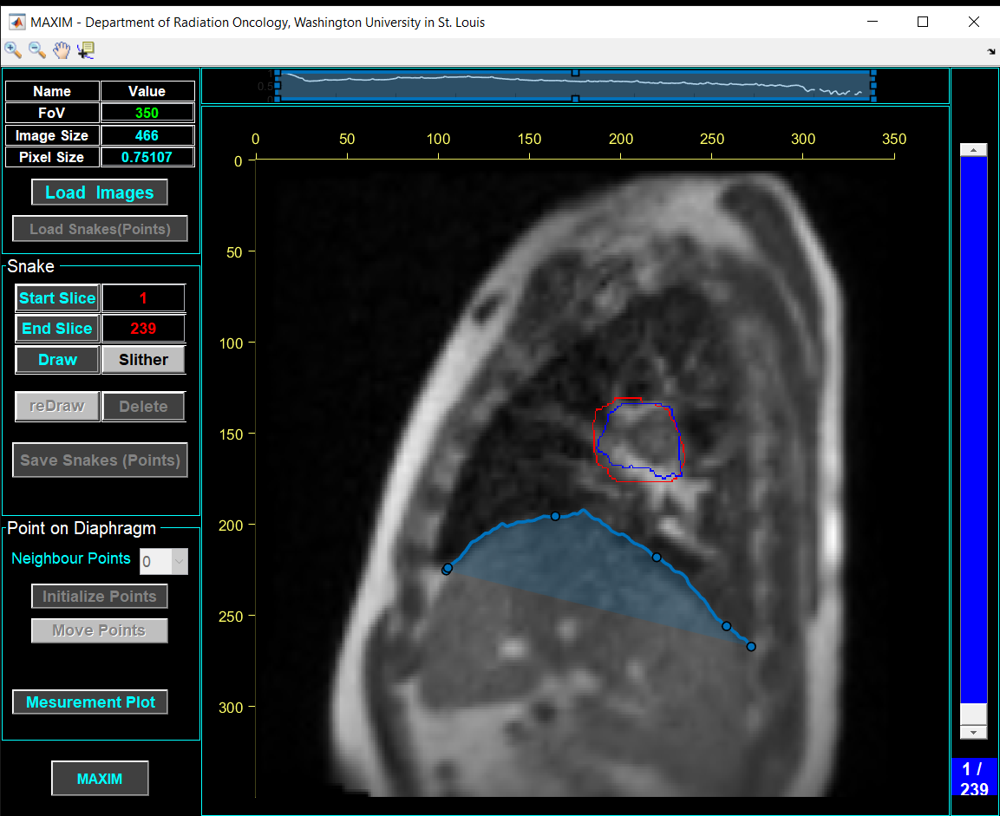 MAXIM - Department of Radiation Oncology, Washington University in St. Louis
Name Value
FoV 350
Image Size 466
Pixel Size 0.75107
Load Images
Load Snakes(Points)
Snake
Start Slice 1
End Slice 239
Draw Slither
reDraw Delete
Save Snakes (Points)
Point on Diaphragm
Neighbour Points 0
Initialize Points
Move Points
Mesurement Plot
MAXIM
1
0.5
0 50 100 150 200 250 300 350
0
50
100
150
200
250
300
1 /
239